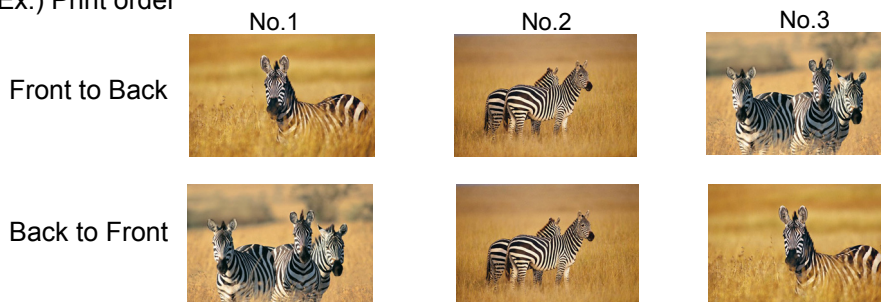 Ex.) Print order
No.1 No.2 No.3
Front to Back
Back to Front